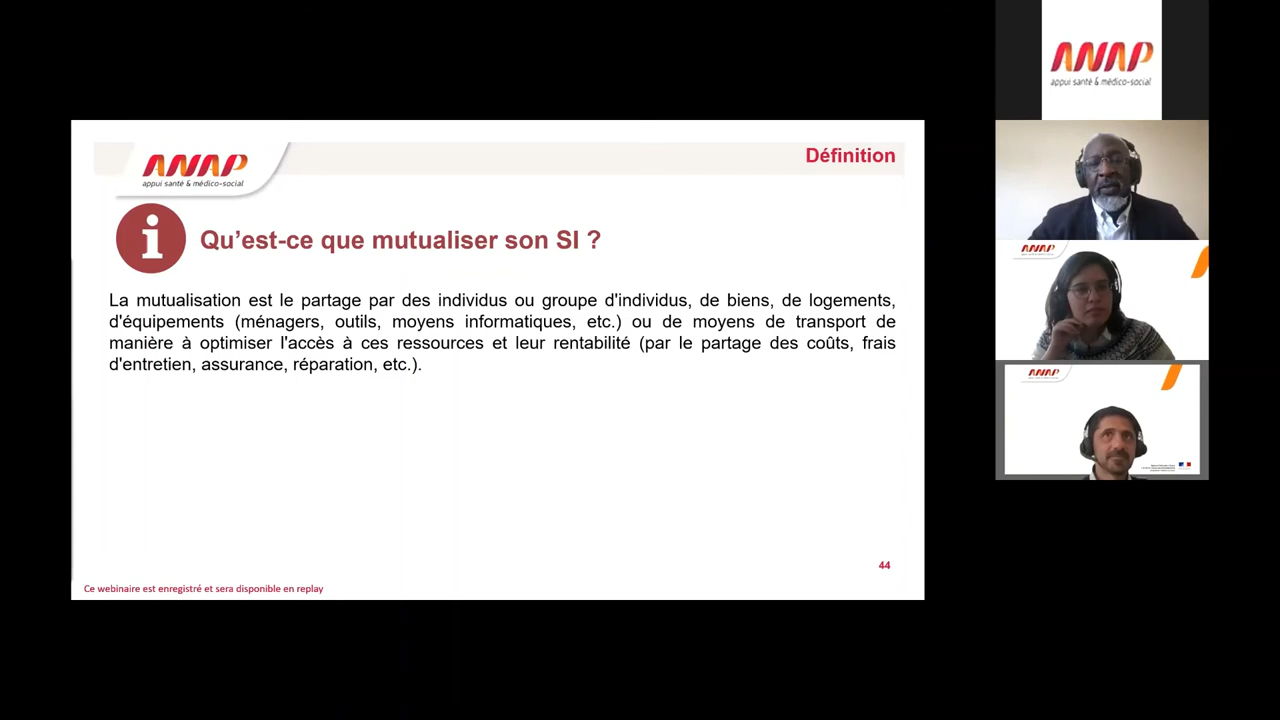 ANAP
appui santé & médico-social
Définition
ANAP
appui santé & médico-social
Qu'est-ce que mutualiser son SI ?
La mutualisation est le partage par des individus ou groupe d'individus, de biens, de logements,
d'équipements (ménagers, outils, moyens informatiques, etc.) ou de moyens de transport de
manière à optimiser l'accès à ces ressources et leur rentabilité (par le partage des coûts, frais
d'entretien, assurance, réparation, etc.).
44
Ce webinaire est enregistré et sera disponible en replay
ANAP
ANAP